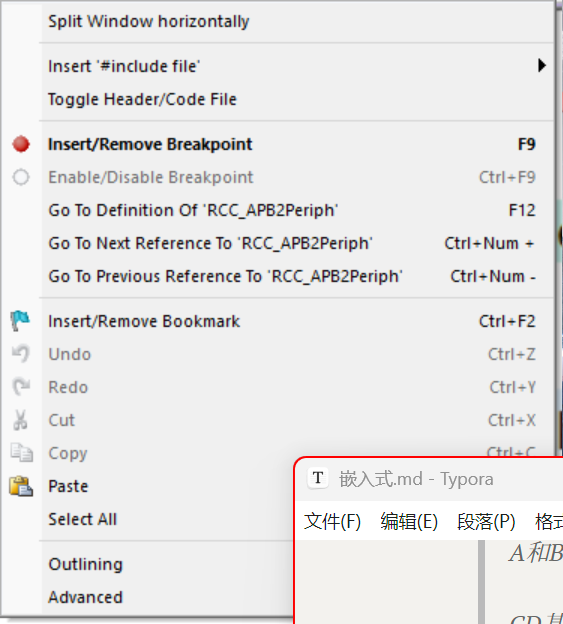 Split Window horizontally
Insert '#include file'
Toggle Header/Code File
Insert/Remove Breakpoint F9
Enable/Disable Breakpoint Ctrl+F9
Go To Definition Of 'RCC_APB2Periph' F12
Go To Next Reference To 'RCC_APB2Periph' Ctrl+Num +
Go To Previous Reference To 'RCC_APB2Periph' Ctrl+Num -
Insert/Remove Bookmark Ctrl+F2
Undo Ctrl+Z
Redo Ctrl+Y
Cut Ctrl+X
Copy Ctrl+C
Paste
Select All
Outlining
Advanced
T 嵌入式.md - Typora
文件(F) 编辑(E) 段落(P) 格式
A和B
CD基